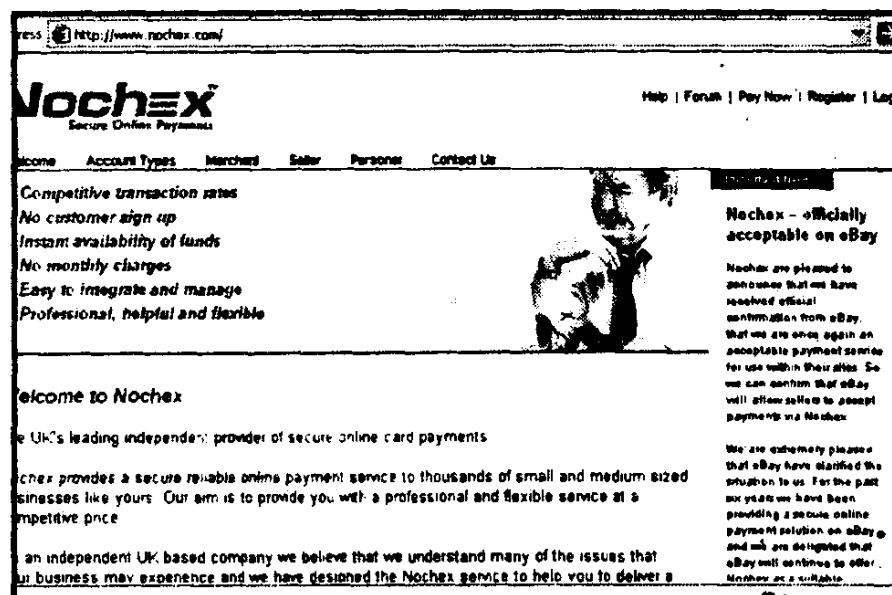 ress http://www.nochex.com/
Nochex
Secure Online Payments
Help | Forum | Pay Now | Register | Log
lcome Account Types Merchant Seller Personal Contact Us
Competitive transaction rates
No customer sign up
Instant availability of funds
No monthly charges
Easy to integrate and manage
Professional, helpful and flexible
Nochex - officially
acceptable on eBay
Nochex are pleased to
announce that we have
received official
confirmation from eBay,
that we are once again an
acceptable payment service
for use within their sites. So
we can confirm that eBay
will allow sellers to accept
payments via Nochex
We are extremely pleased
that eBay have clarified the
situation to us. For the past
six years we have been
providing a secure online
payment solution on eBay
and we are delighted that
eBay will continue to offer
Nochex as a suitable
elcome to Nochex
e UK's leading independent provider of secure online card payments
chex provides a secure reliable online payment service to thousands of small and medium sized
sinesses like yours. Our aim is to provide you with a professional and flexible service at a
mpetitive price
an independent UK based company we believe that we understand many of the issues that
ur business may experience and we have designed the Nochex service to help you to deliver a